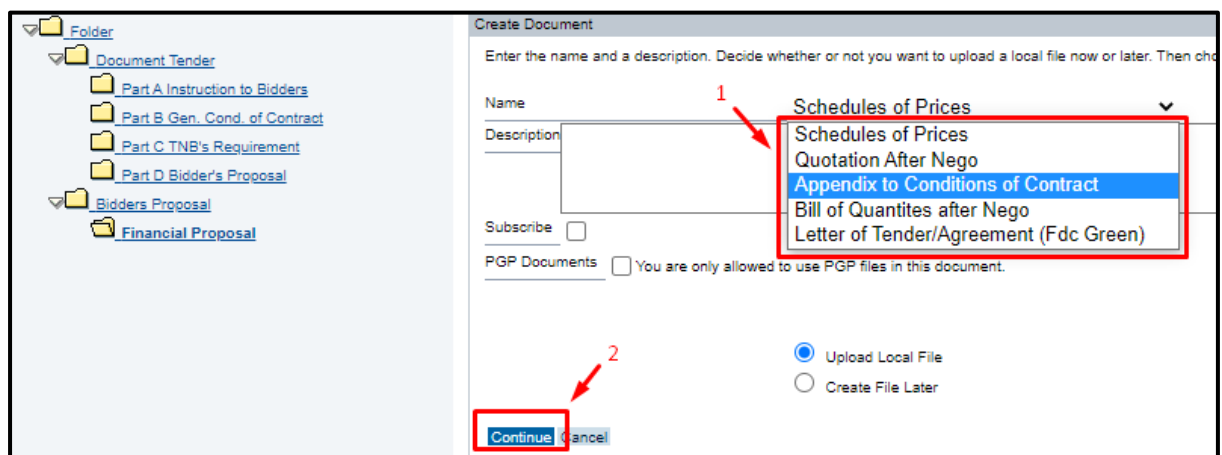 Folder
Document Tender
Part A Instruction to Bidders
Part B Gen. Cond. of Contract
Part C TNB's Requirement
Part D Bidder's Proposal
Bidders Proposal
Financial Proposal
Create Document
Enter the name and a description. Decide whether or not you want to upload a local file now or later. Then
Name
1
Schedules of Prices
Description
Schedules of Prices
Quotation After Nego
Appendix to Conditions of Contract
Bill of Quantites after Nego
Letter of Tender/Agreement (Fdc Green)
Subscribe
PGP Documents
You are only allowed to use PGP files in this document.
2
Upload Local File
Create File Later
Continue
Cancel